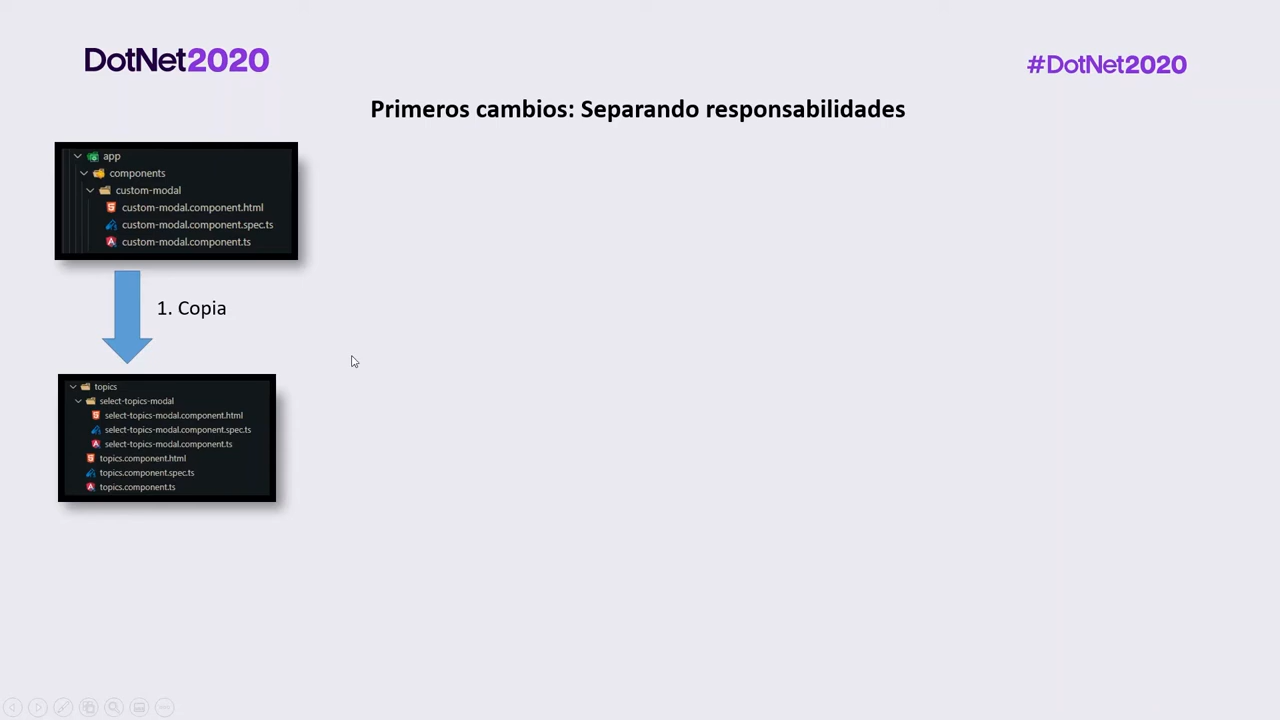 DotNet2020
#DotNet2020
Primeros cambios: Separando responsabilidades
app
components
custom-modal
custom-modal.component.html
custom-modal.component.spec.ts
custom-modal.component.ts
1. Copia
topics
select-topics-modal
select-topics-modal.component.html
select-topics-modal.component.spec.ts
select-topics-modal.component.ts
topics.component.html
topics.component.spec.ts
topics.component.ts